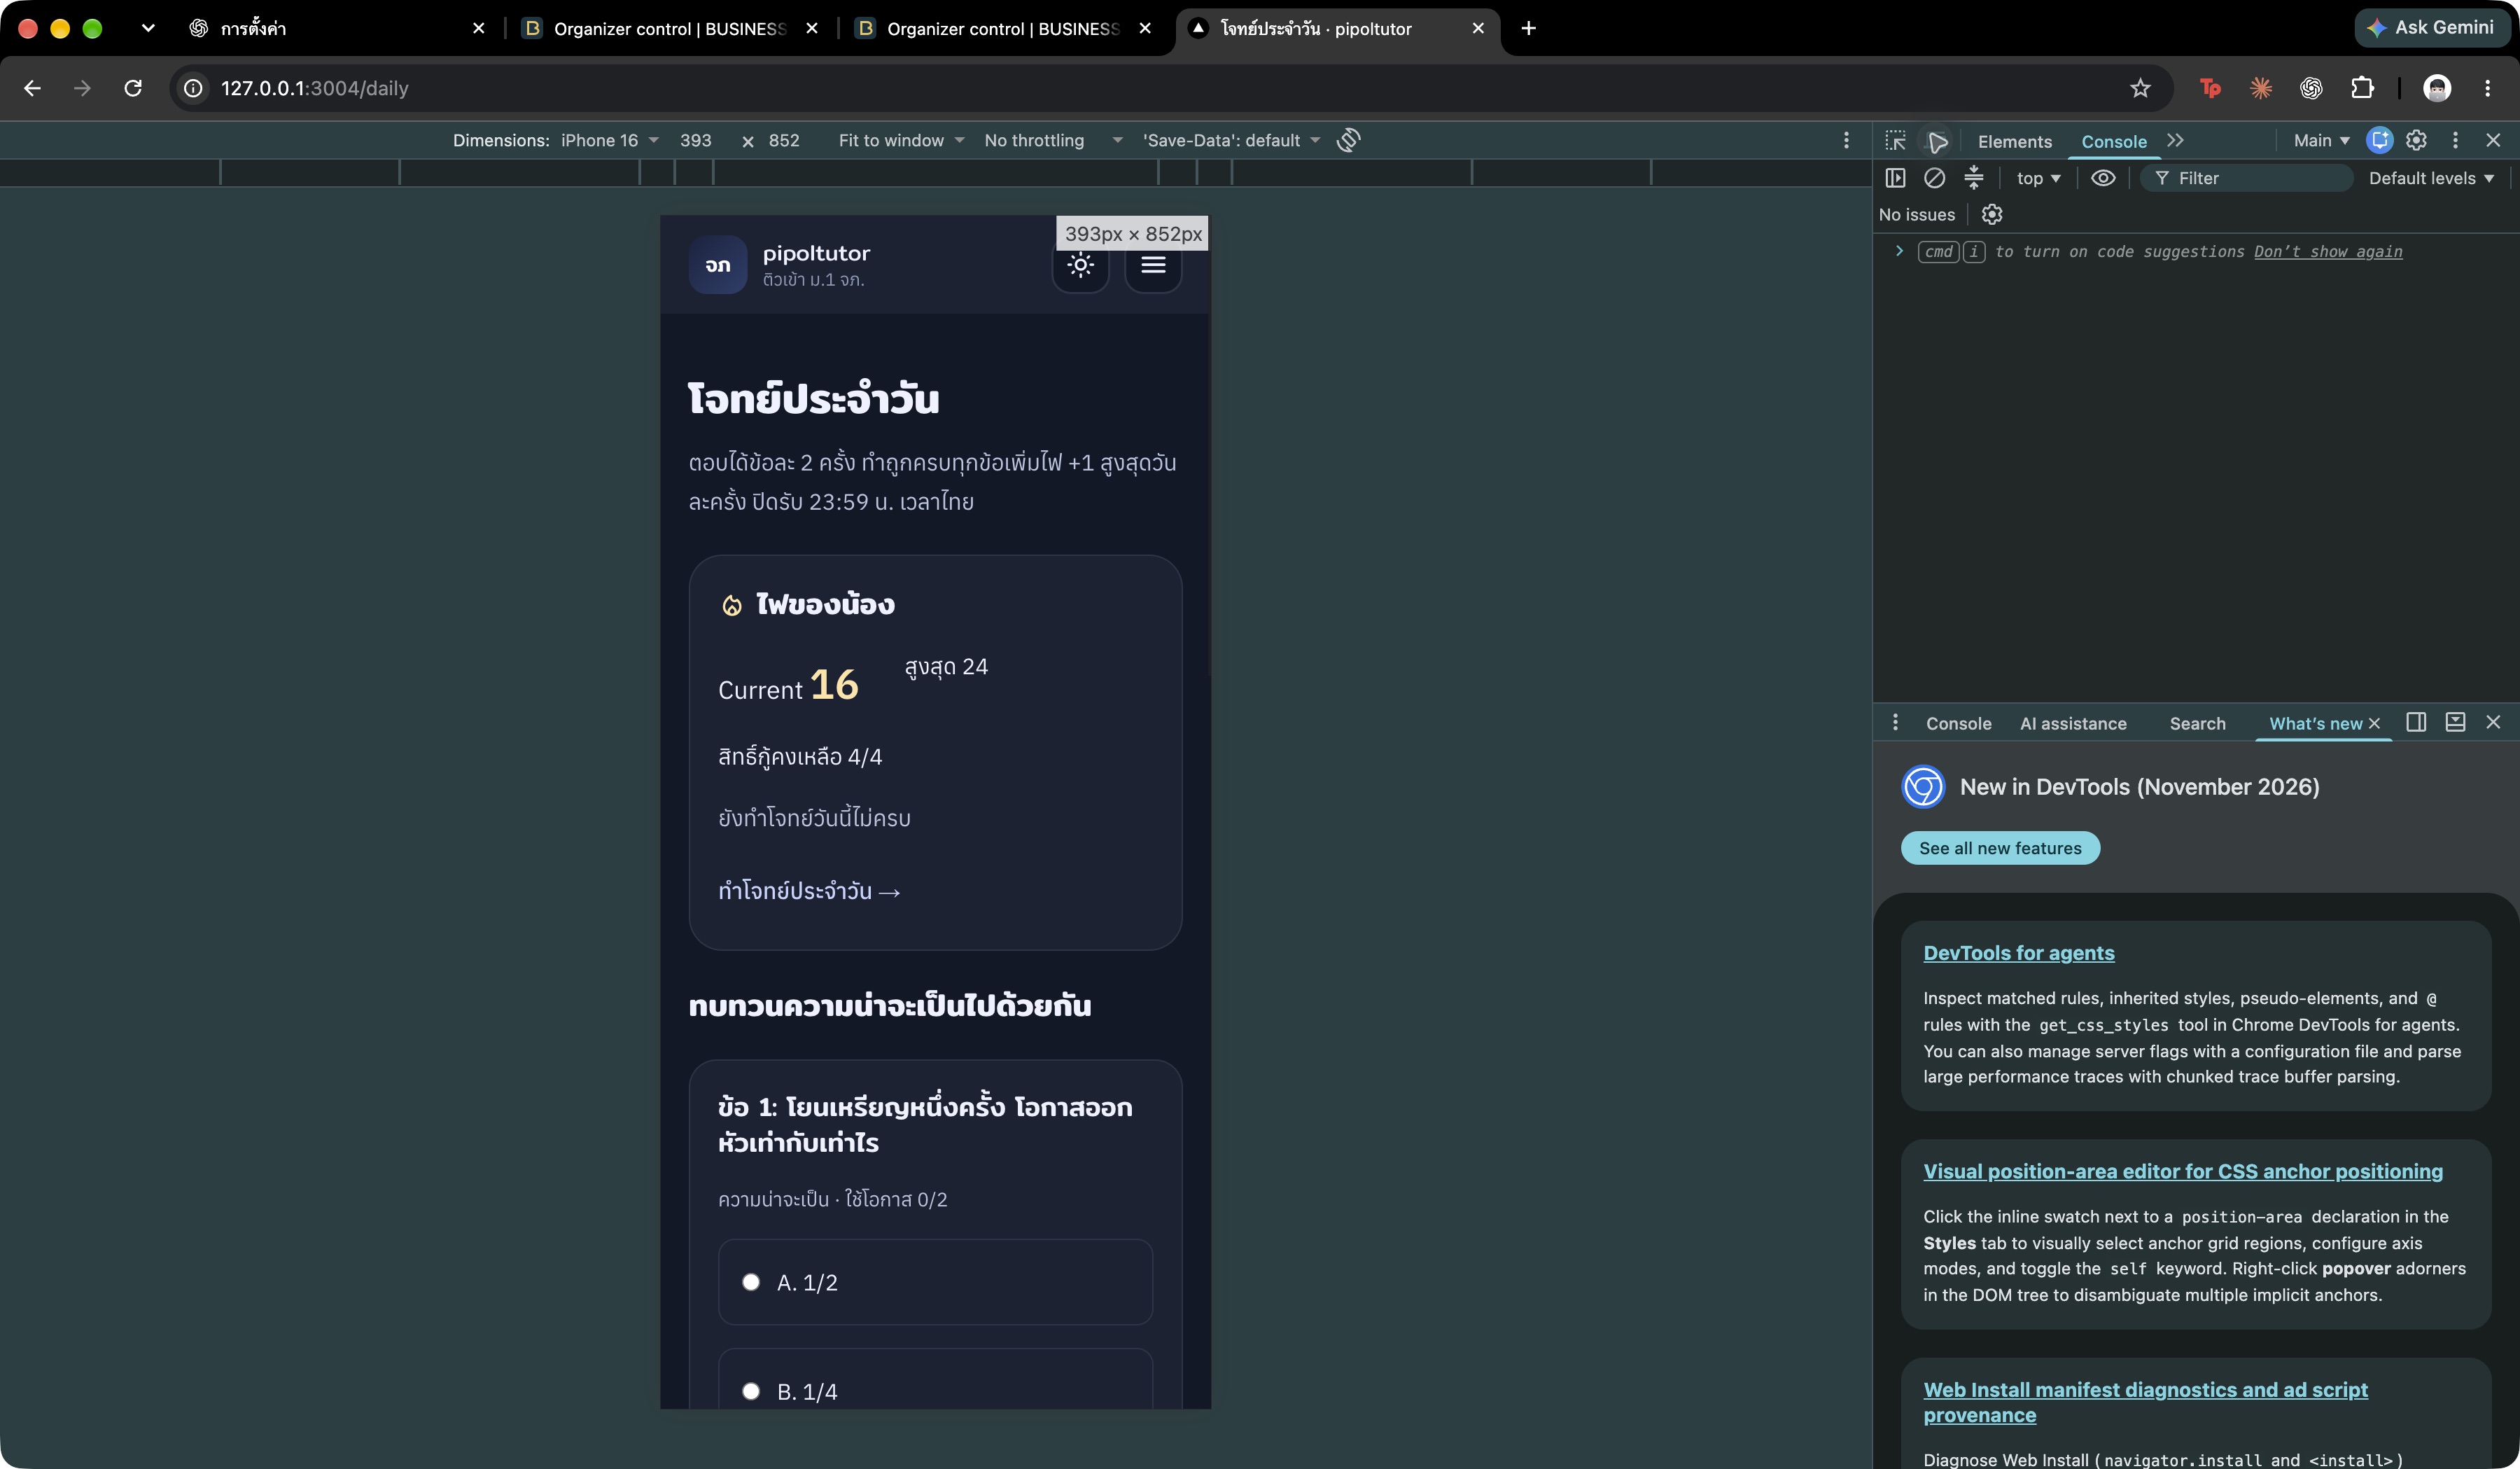 การตั้งค่า
Organizer control | BUSINESS
Organizer control | BUSINESS
โจทย์ประจำวัน · pipoltutor
Ask Gemini
127.0.0.1:3004/daily
Dimensions: iPhone 16 393 × 852 Fit to window No throttling 'Save-Data': default
Elements Console Main
top Filter Default levels
No issues
cmd i to turn on code suggestions Don't show again
393px × 852px
จภ
pipoltutor
ติวเข้า ม.1 จภ.
โจทย์ประจำวัน
ตอบได้ข้อละ 2 ครั้ง ทำถูกครบทุกข้อเพิ่มไฟ +1 สูงสุดวัน
ละครั้ง ปิดรับ 23:59 น. เวลาไทย
ไฟของน้อง
Current 16 สูงสุด 24
สิทธิ์กู้คงเหลือ 4/4
ยังทำโจทย์วันนี้ไม่ครบ
ทำโจทย์ประจำวัน →
ทบทวนความน่าจะเป็นไปด้วยกัน
ข้อ 1: โยนเหรียญหนึ่งครั้ง โอกาสออก
หัวเท่ากับเท่าไร
ความน่าจะเป็น · ใช้โอกาส 0/2
A. 1/2
B. 1/4
Console AI assistance Search What's new
New in DevTools (November 2026)
See all new features
DevTools for agents
Inspect matched rules, inherited styles, pseudo-elements, and @
rules with the get_css_styles tool in Chrome DevTools for agents.
You can also manage server flags with a configuration file and parse
large performance traces with chunked trace buffer parsing.
Visual position-area editor for CSS anchor positioning
Click the inline swatch next to a position-area declaration in the
Styles tab to visually select anchor grid regions, configure axis
modes, and toggle the self keyword. Right-click popover adorners
in the DOM tree to disambiguate multiple implicit anchors.
Web Install manifest diagnostics and ad script
provenance
Diagnose Web Install (navigator.install and <install>)